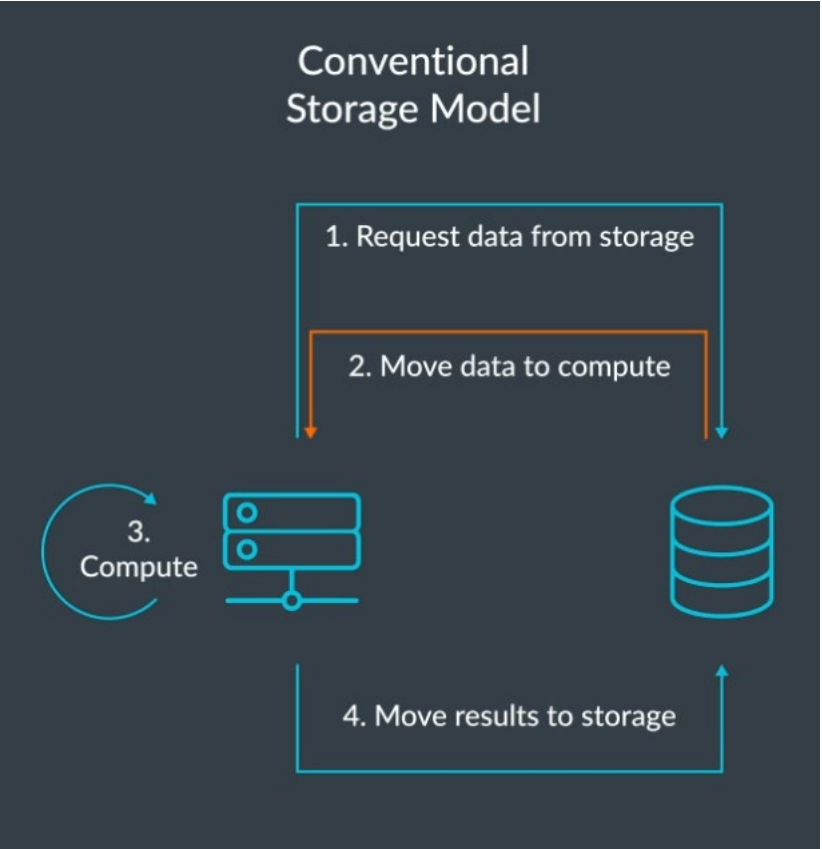 Conventional
Storage Model
1. Request data from storage
2. Move data to compute
3.
Compute
4. Move results to storage